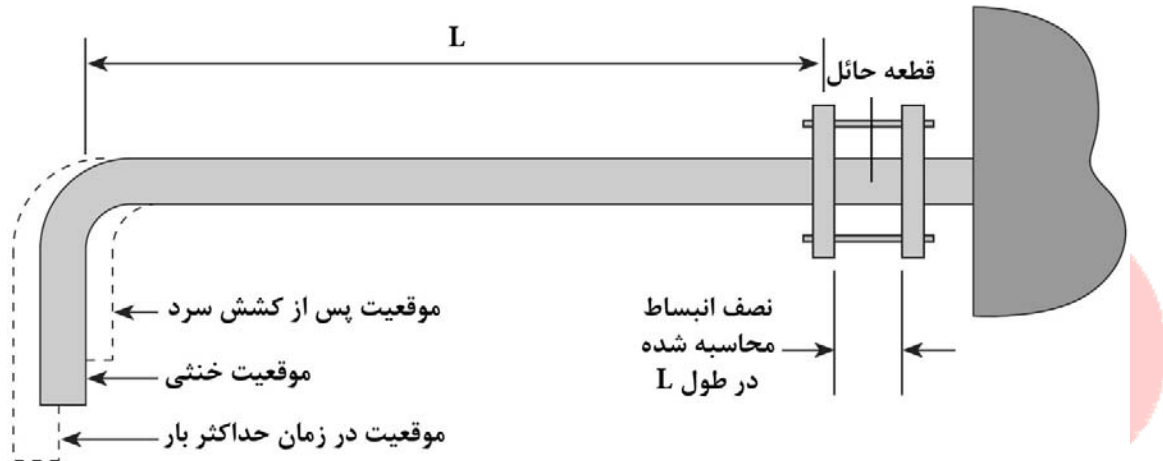 L
قطعه حائل
نصف انبساط
محاسبه شده
در طول L
موقعیت پس از کشش سرد
موقعیت خنثی
موقعیت در زمان حداکثر بار